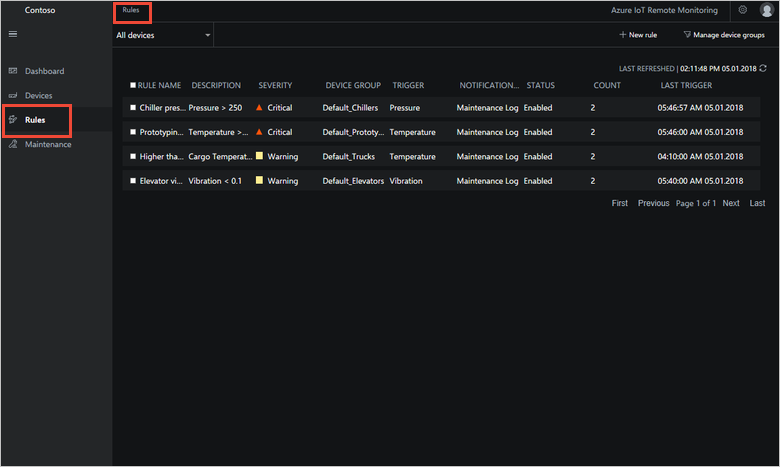 Contoso
Rules
Azure IoT Remote Monitoring
All devices
New rule
Manage device groups
Dashboard
Devices
Rules
Maintenance
LAST REFRESHED | 02:11:48 PM 05.01.2018
RULE NAME DESCRIPTION SEVERITY DEVICE GROUP TRIGGER NOTIFICATION... STATUS COUNT LAST TRIGGER
Chiller pres... Pressure > 250 Critical Default_Chillers Pressure Maintenance Log Enabled 2 05:46:57 AM 05.01.2018
Prototypin... Temperature >... Critical Default_Prototy... Temperature Maintenance Log Enabled 2 05:46:00 AM 05.01.2018
Higher tha... Cargo Temperat... Warning Default_Trucks Temperature Maintenance Log Enabled 2 04:10:00 AM 05.01.2018
Elevator vi... Vibration < 0.1 Warning Default_Elevators Vibration Maintenance Log Enabled 2 05:40:00 AM 05.01.2018
First Previous Page 1 of 1 Next Last